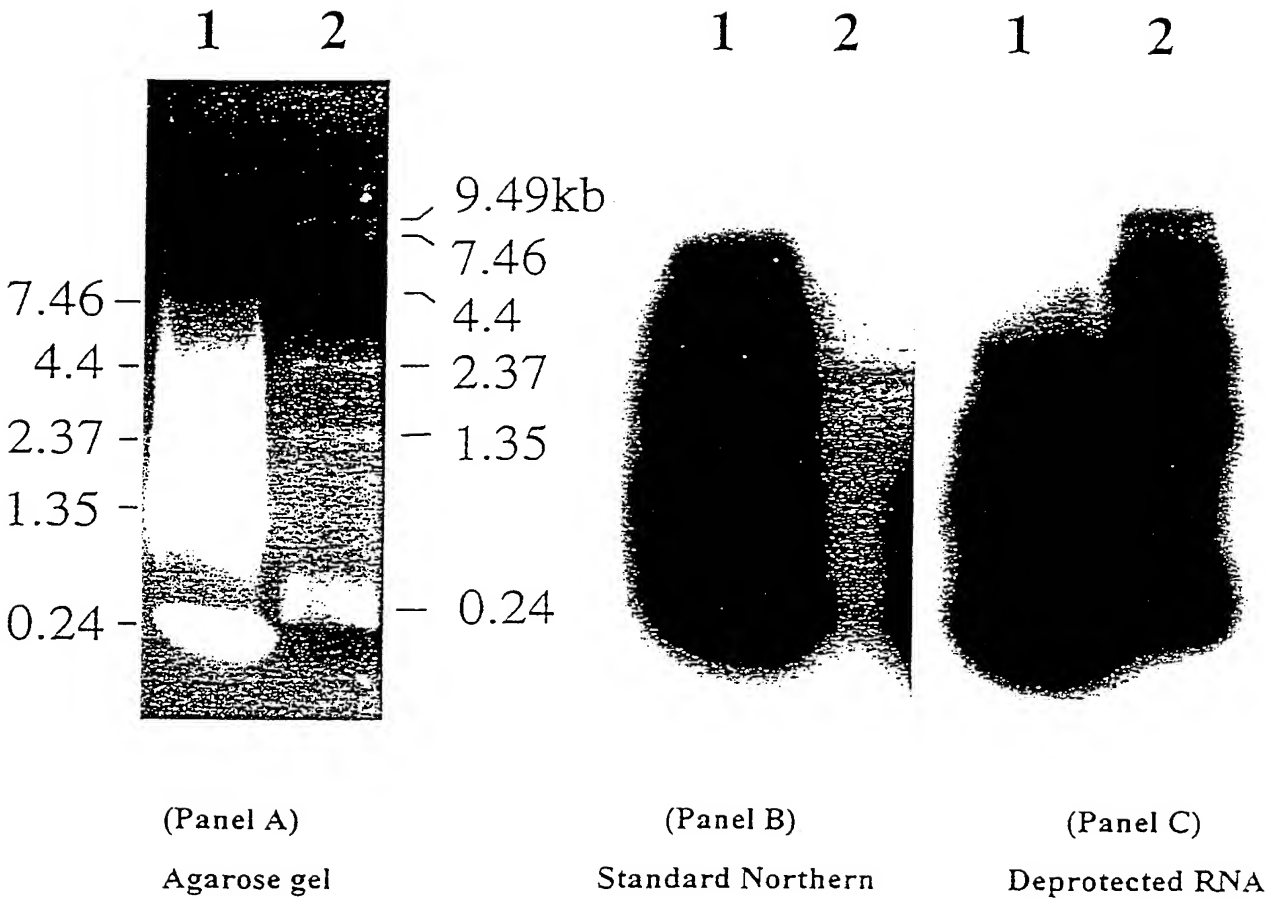 1 2
1 2
1 2
9.49kb
7.46
4.4
2.37
1.35
0.24
7.46
4.4
2.37
1.35
0.24
(Panel A)
Agarose gel
(Panel B)
Standard Northern
(Panel C)
Deprotected RNA